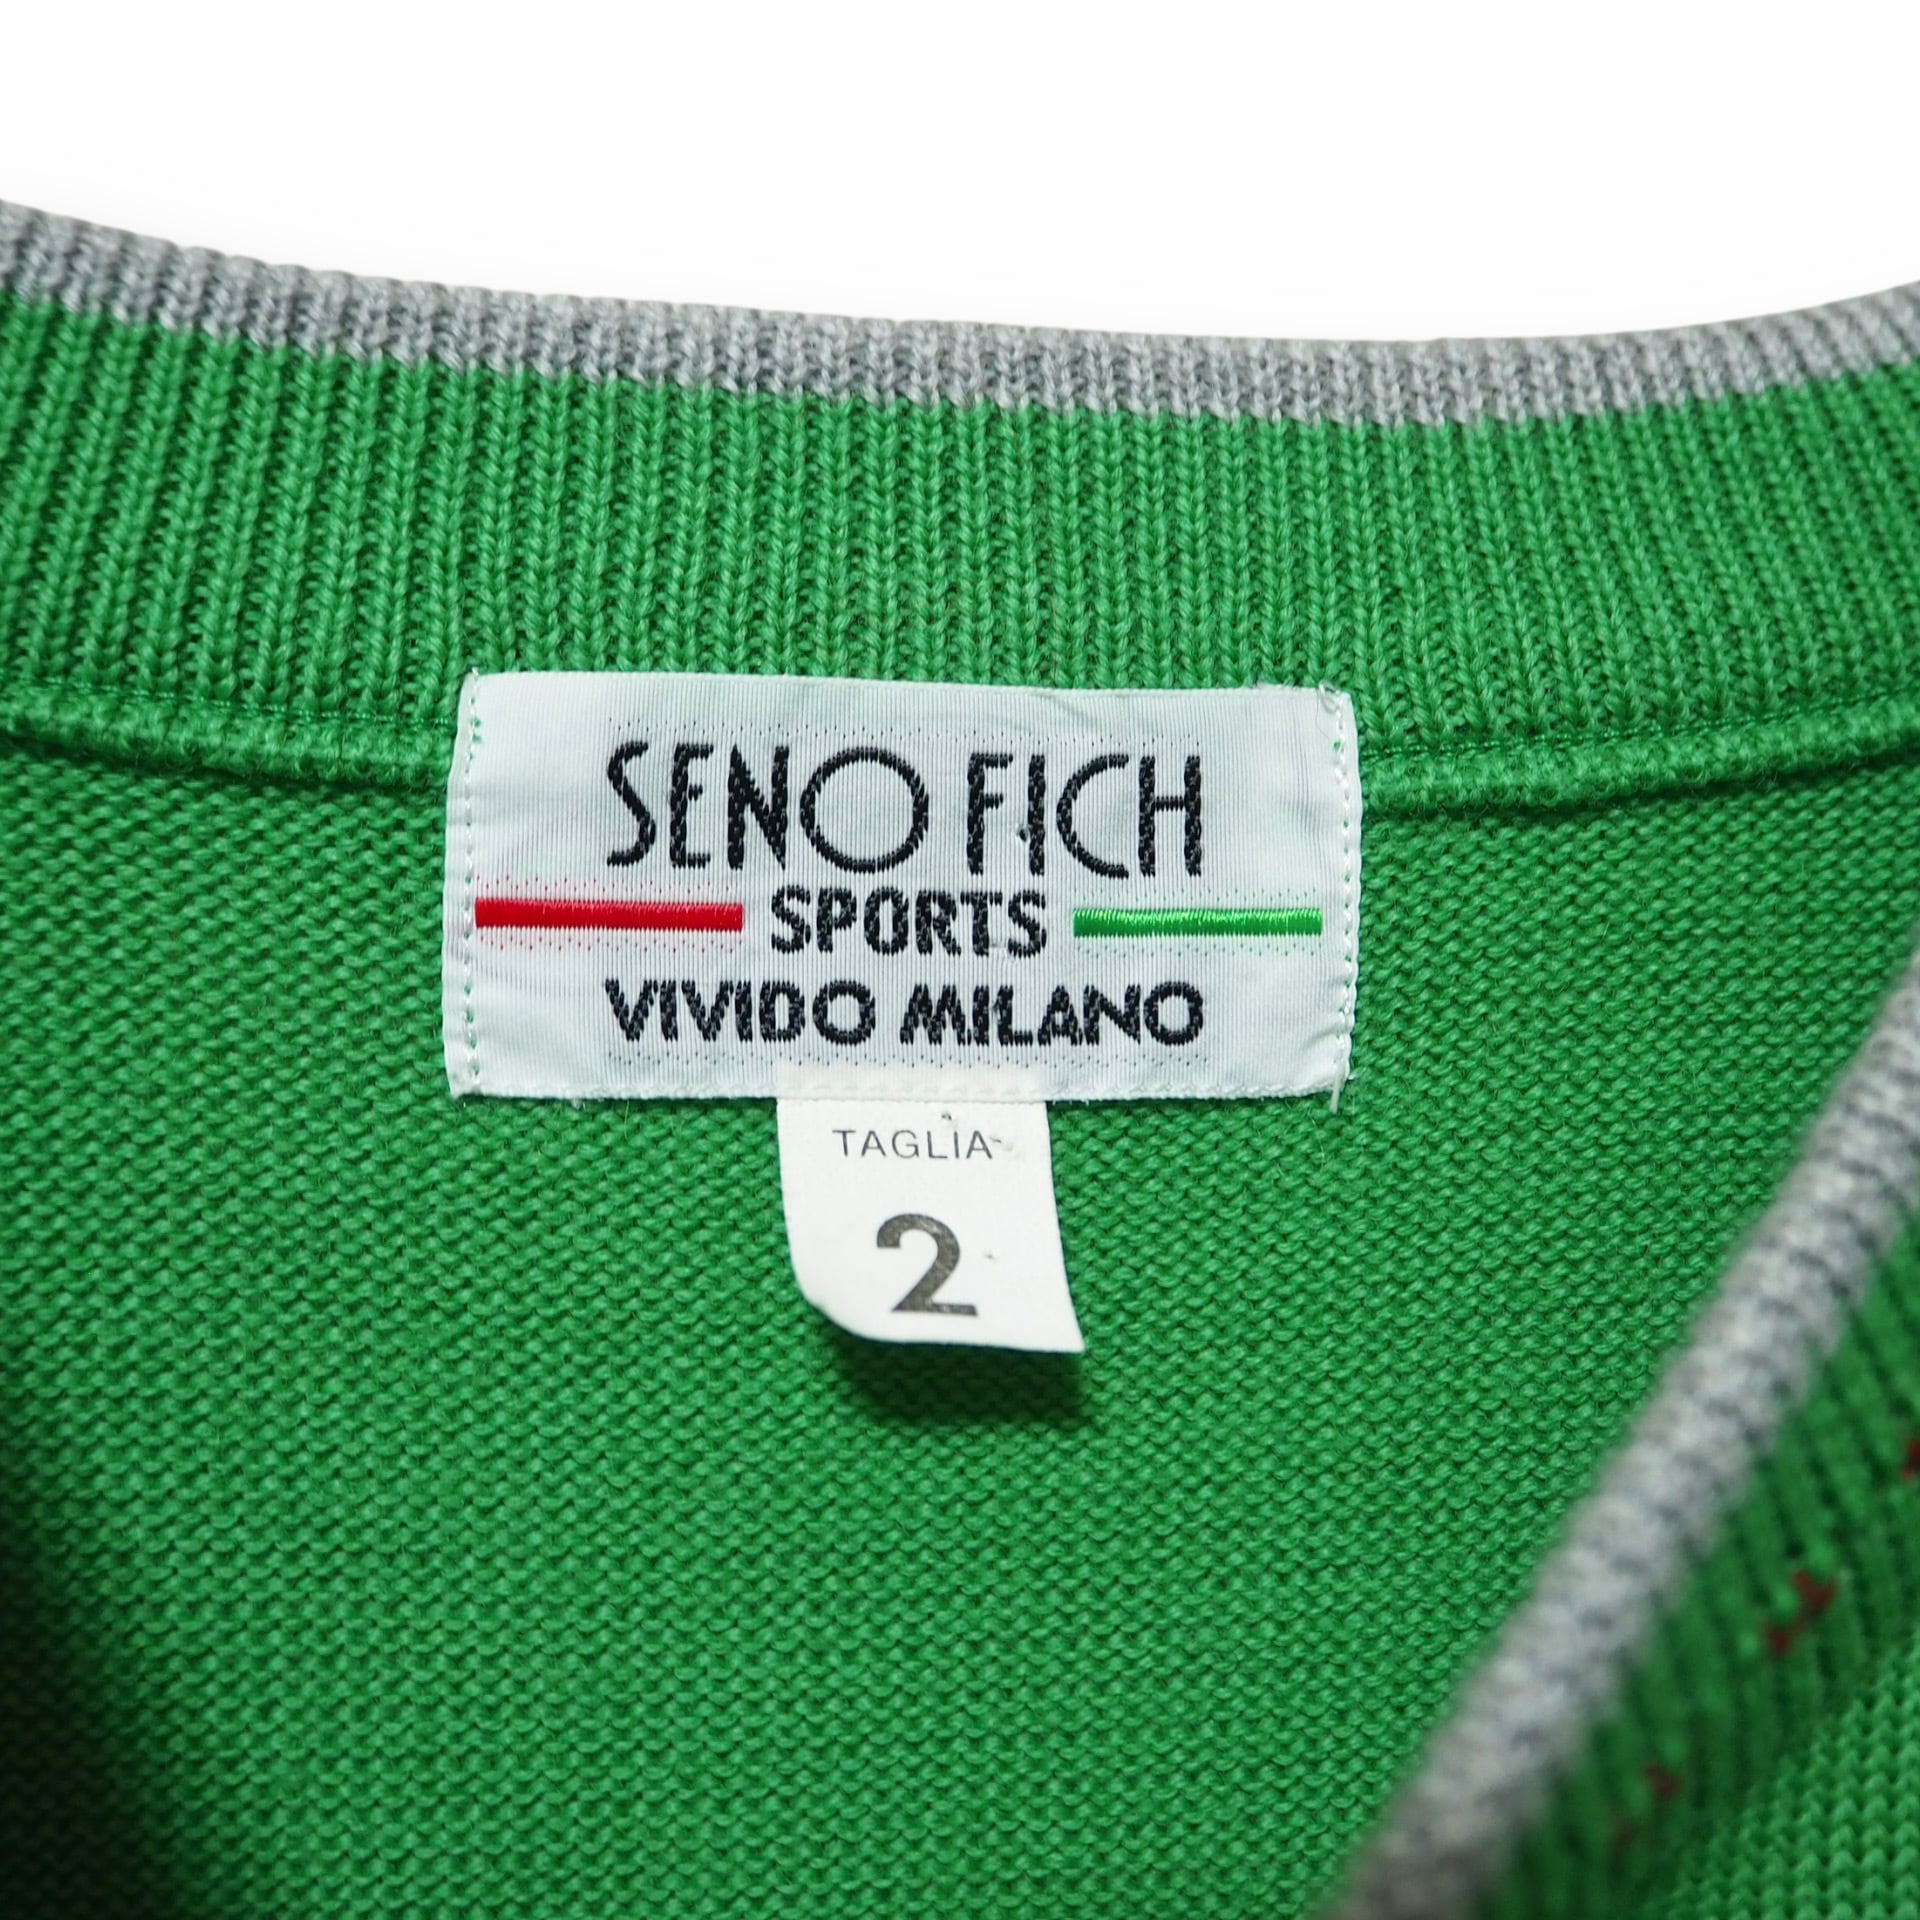 SENO FICH
SPORTS
VIVIDO MILANO
TAGLIA
2